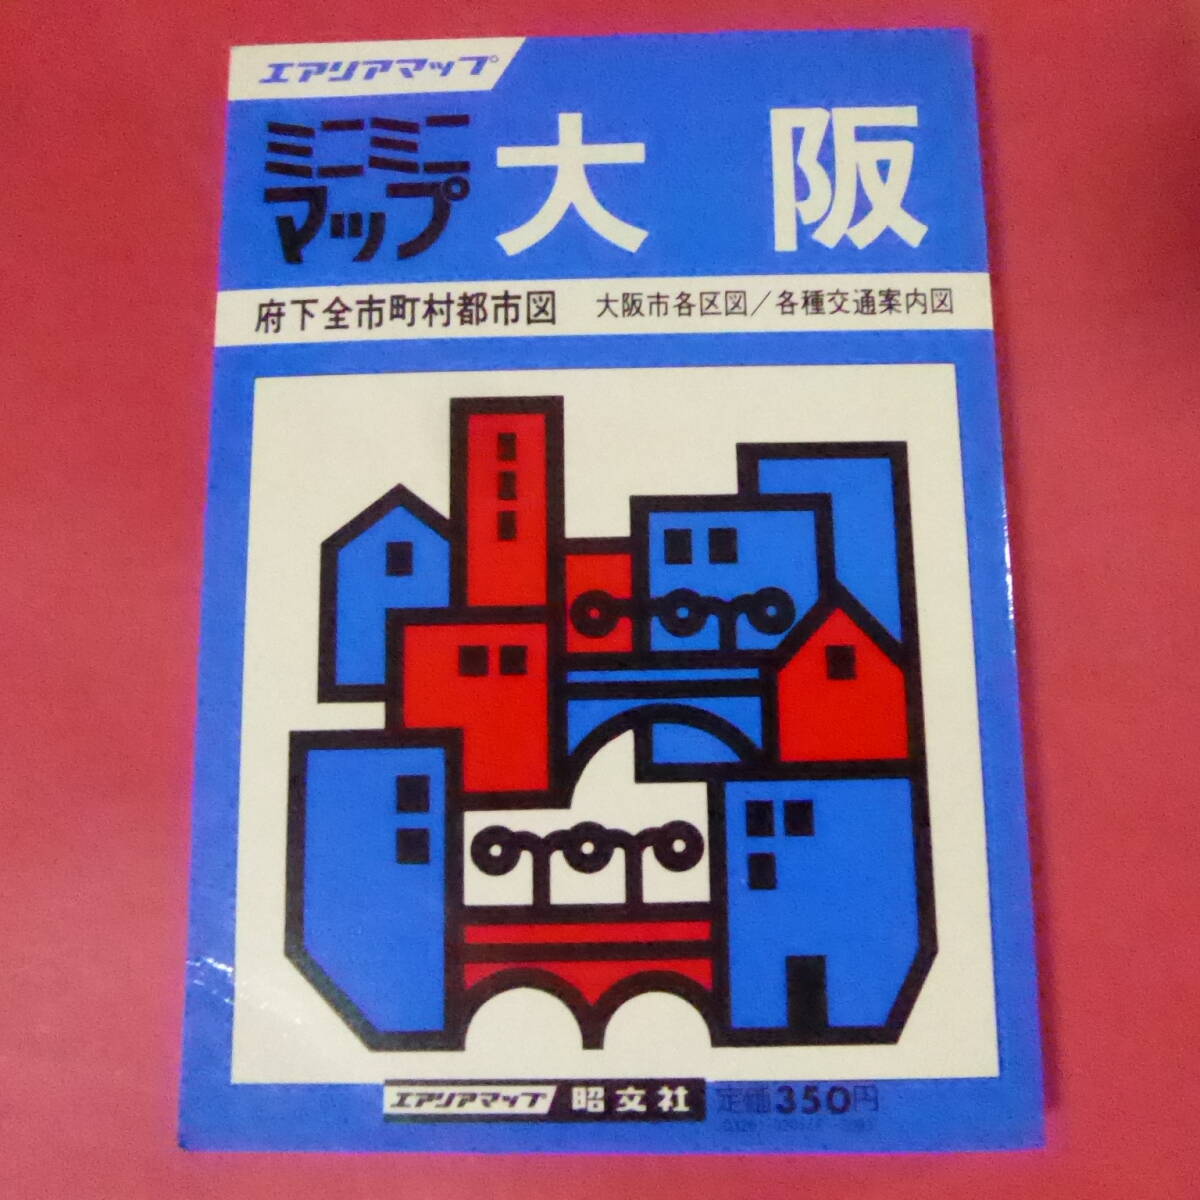 エアリアマップ
ミニミニ
マップ
大阪
府下全市町村都市図 大阪市各区図/各種交通案内図
エアリアマップ 昭文社 定価350円